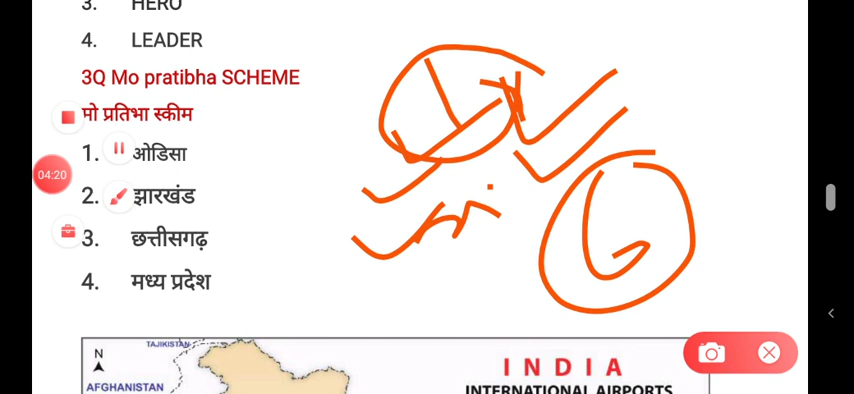 3. HERO
4. LEADER
3Q Mo pratibha SCHEME
मो प्रतिभा स्कीम
1. ओडिसा
04:20
2. झारखंड
3. छत्तीसगढ़
4. मध्य प्रदेश
N
TAJIKISTAN
AFGHANISTAN
INDIA
INTERNATIONAL AIRPORTS